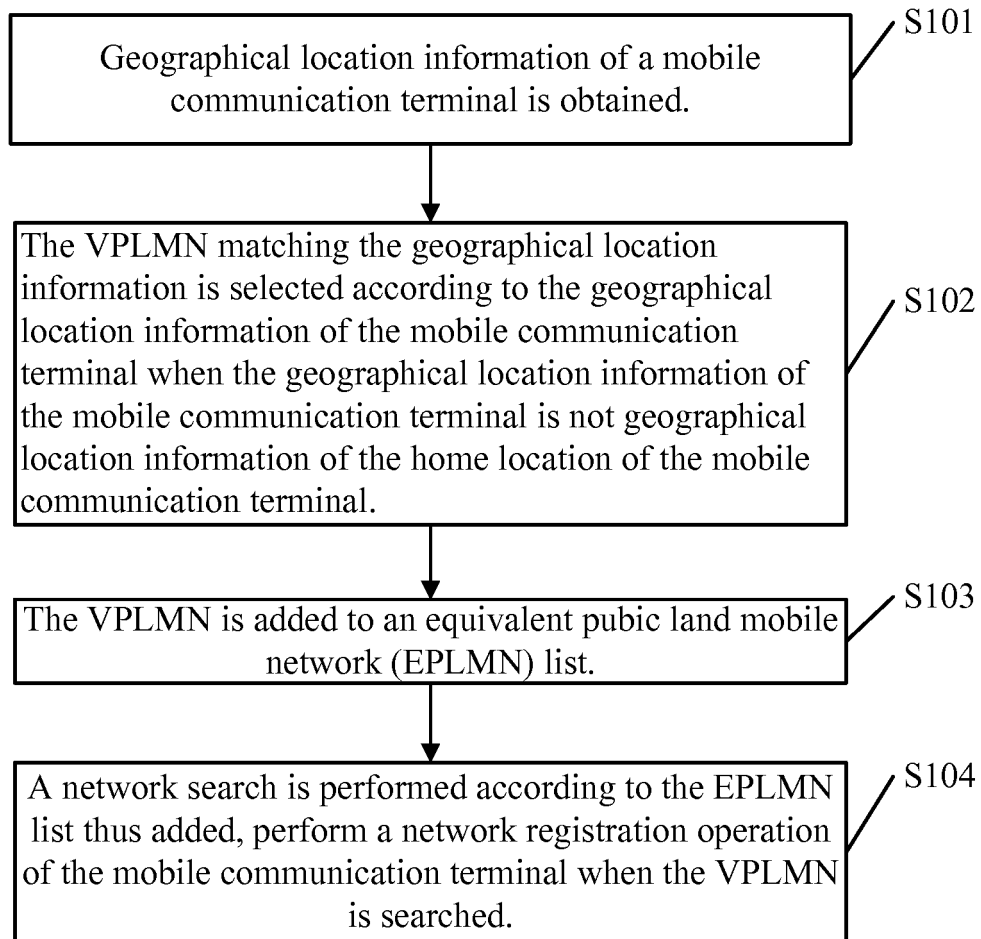 S101
Geographical location information of a mobile
communication terminal is obtained.
The VPLMN matching the geographical location
information is selected according to the geographical
location information of the mobile communication
terminal when the geographical location information of
the mobile communication terminal is not geographical
location information of the home location of the mobile
communication terminal.
S102
The VPLMN is added to an equivalent pubic land mobile
network (EPLMN) list.
S103
A network search is performed according to the EPLMN
list thus added, perform a network registration operation
of the mobile communication terminal when the VPLMN
is searched.
S104